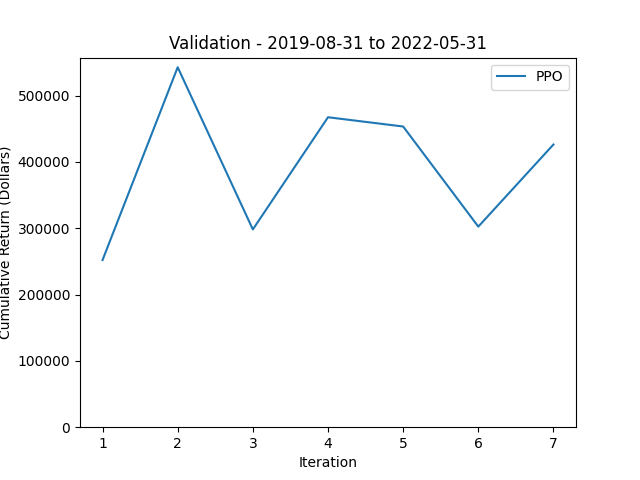 Validation - 2019-08-31 to 2022-05-31
PPO
Cumulative Return (Dollars)
500000
400000
300000
200000
100000
0
1 2 3 4 5 6 7
Iteration